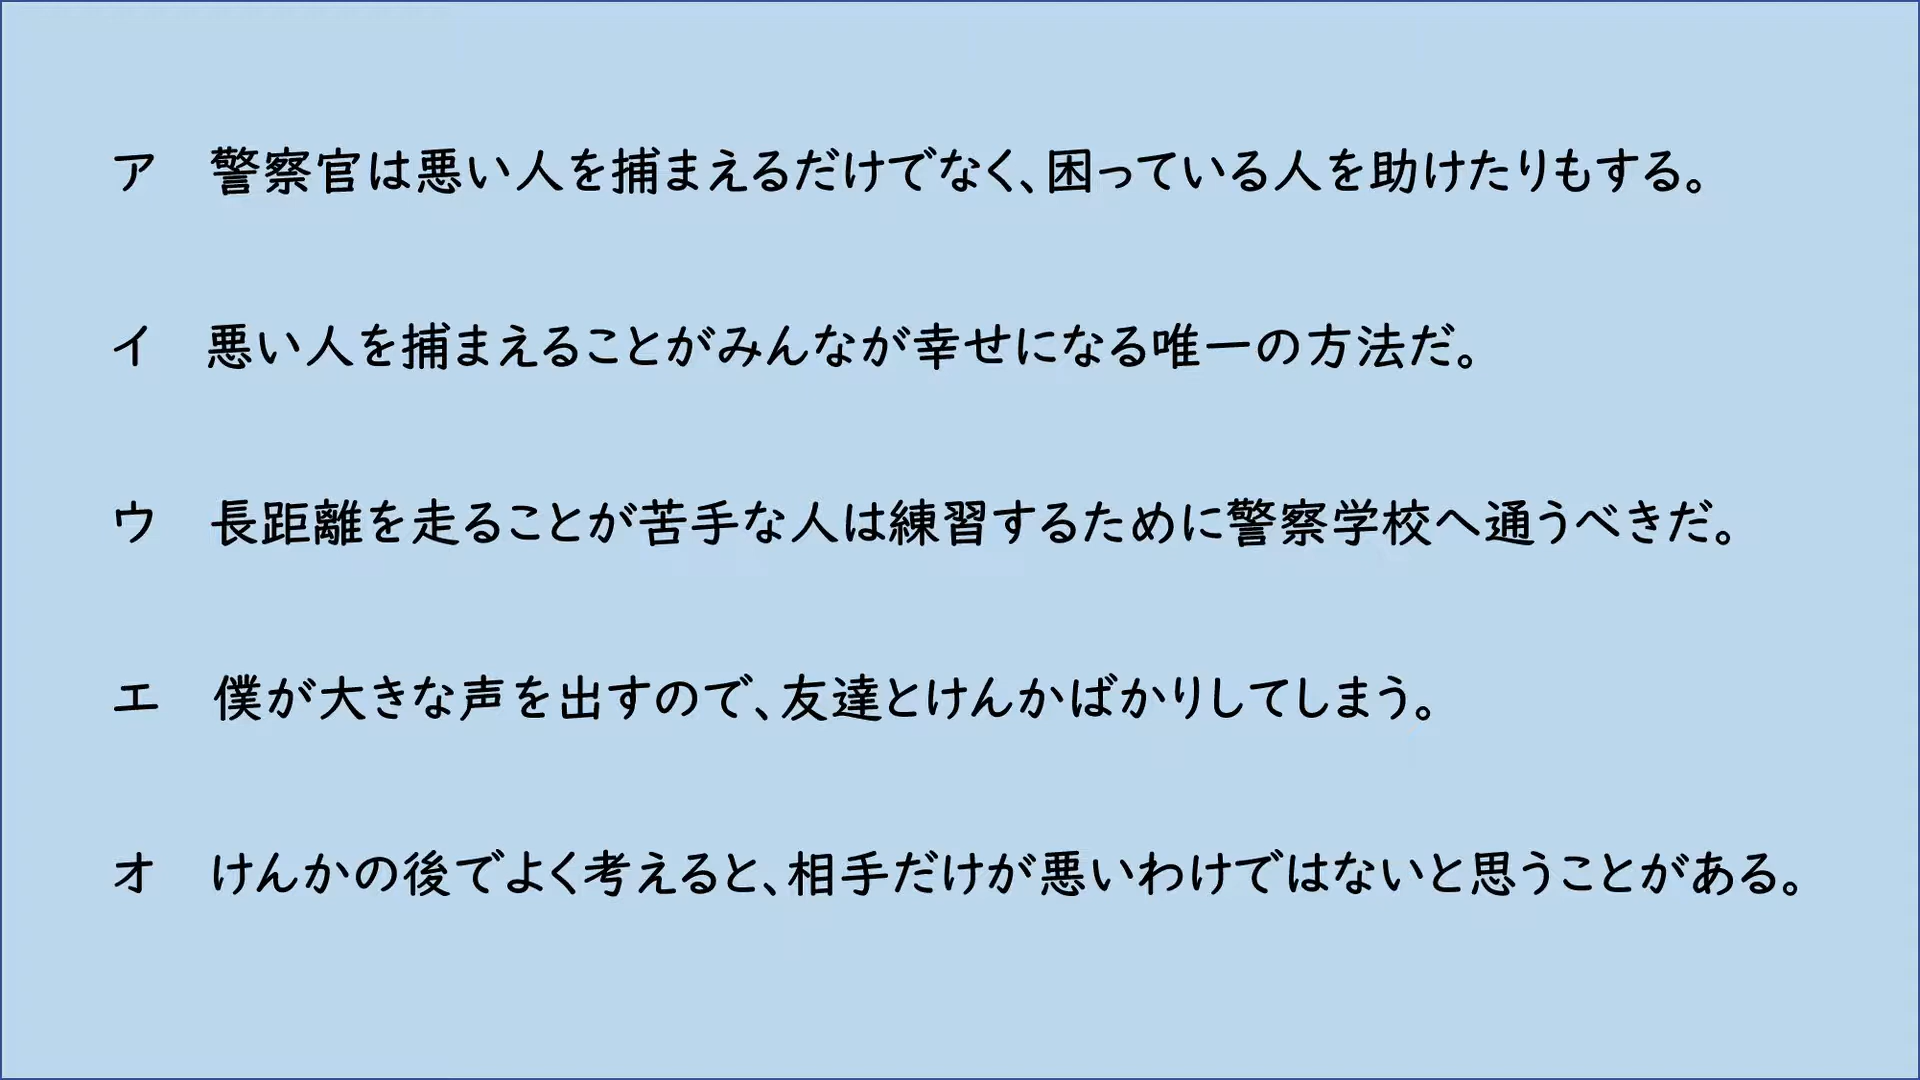 ア　警察官は悪い人を捕まえるだけでなく、困っている人を助けたりもする。
イ　悪い人を捕まえることがみんなが幸せになる唯一の方法だ。
ウ　長距離を走ることが苦手な人は練習するために警察学校へ通うべきだ。
エ　僕が大きな声を出すので、友達とけんかばかりしてしまう。
オ　けんかの後でよく考えると、相手だけが悪いわけではないと思うことがある。